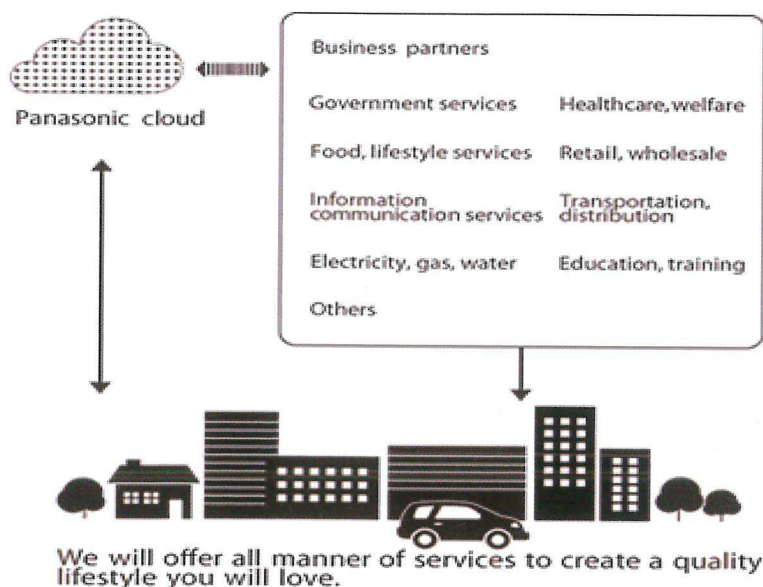 Business partners
Panasonic cloud
Government services
Healthcare, welfare
Food, lifestyle services
Retail, wholesale
Information
communication services
Transportation,
distribution
Electricity, gas, water
Education, training
Others
We will offer all manner of services to create a quality
lifestyle you will love.